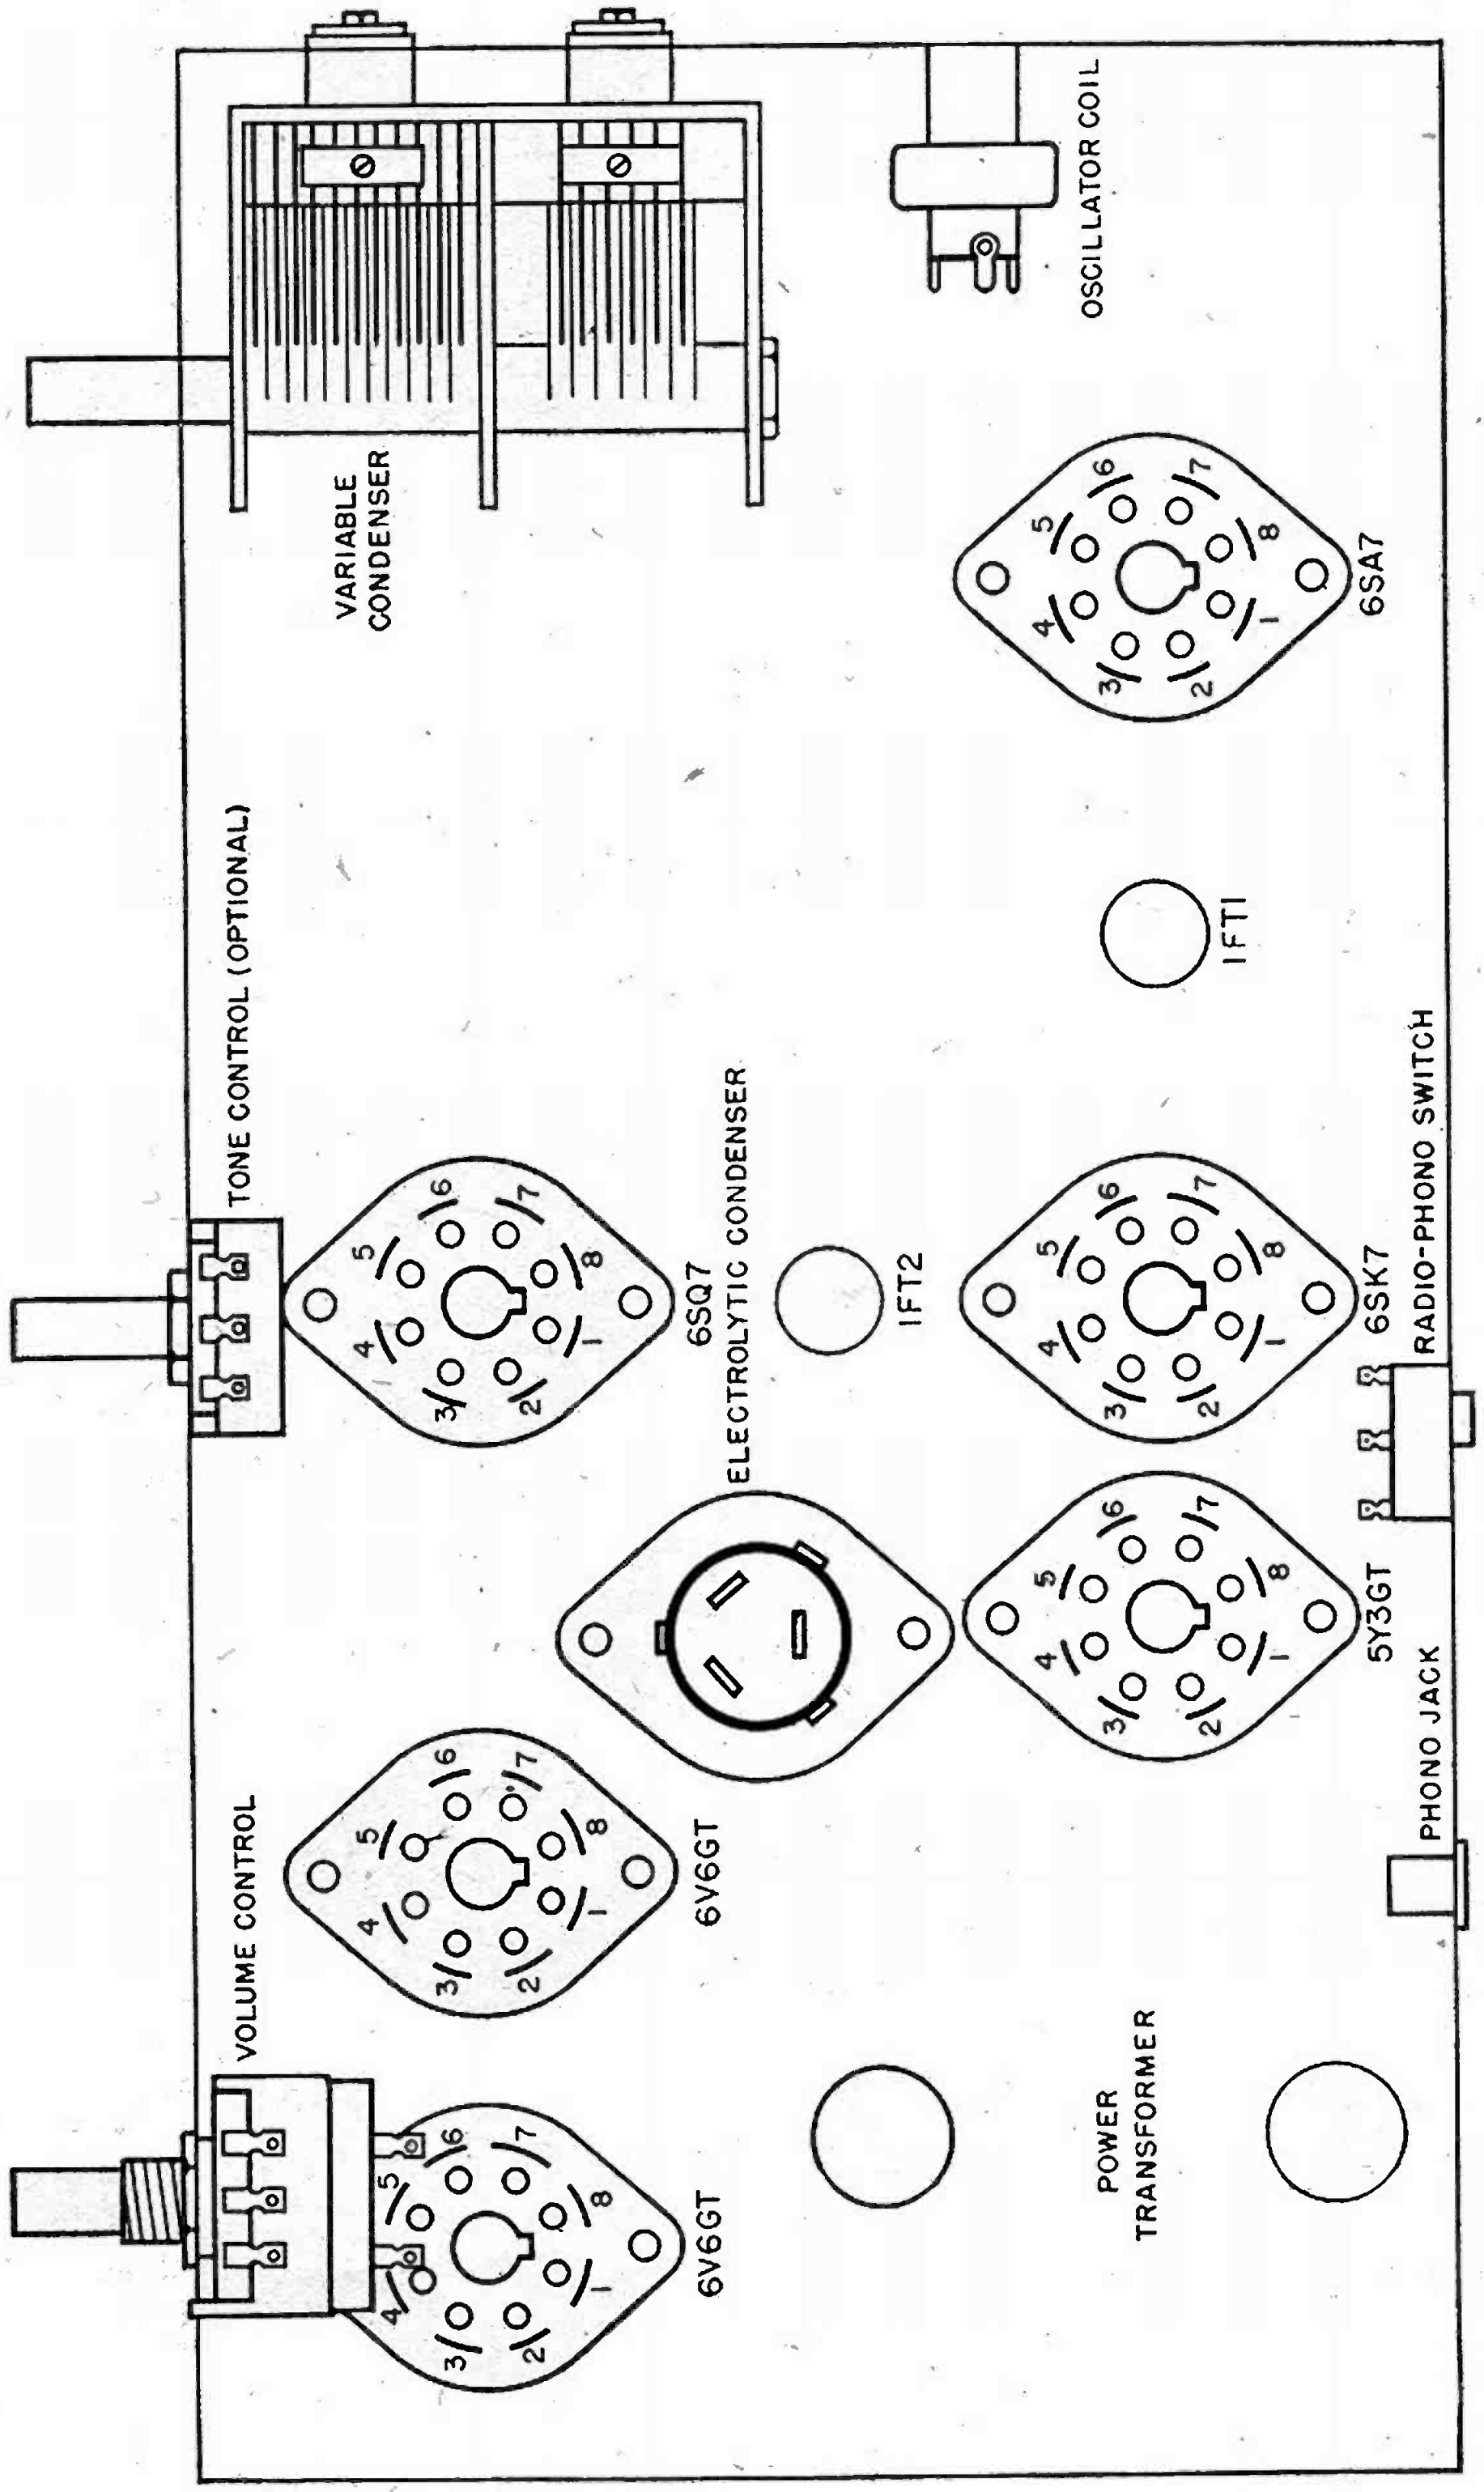 VOLUME CONTROL
TONE CONTROL (OPTIONAL)
VARIABLE
CONDENSER
4 5
3 6
2 7
1 8
6V6GT
4 5
3 6
2 7
1 8
6V6GT
4 5
3 6
2 7
1 8
6SQ7
ELECTROLYTIC CONDENSER
IFT2
OSCILLATOR COIL
POWER
TRANSFORMER
4 5
3 6
2 7
1 8
5Y3GT
4 5
3 6
2 7
1 8
6SK7
IFT1
4 5
3 6
2 7
1 8
6SA7
PHONO JACK
RADIO-PHONO SWITCH